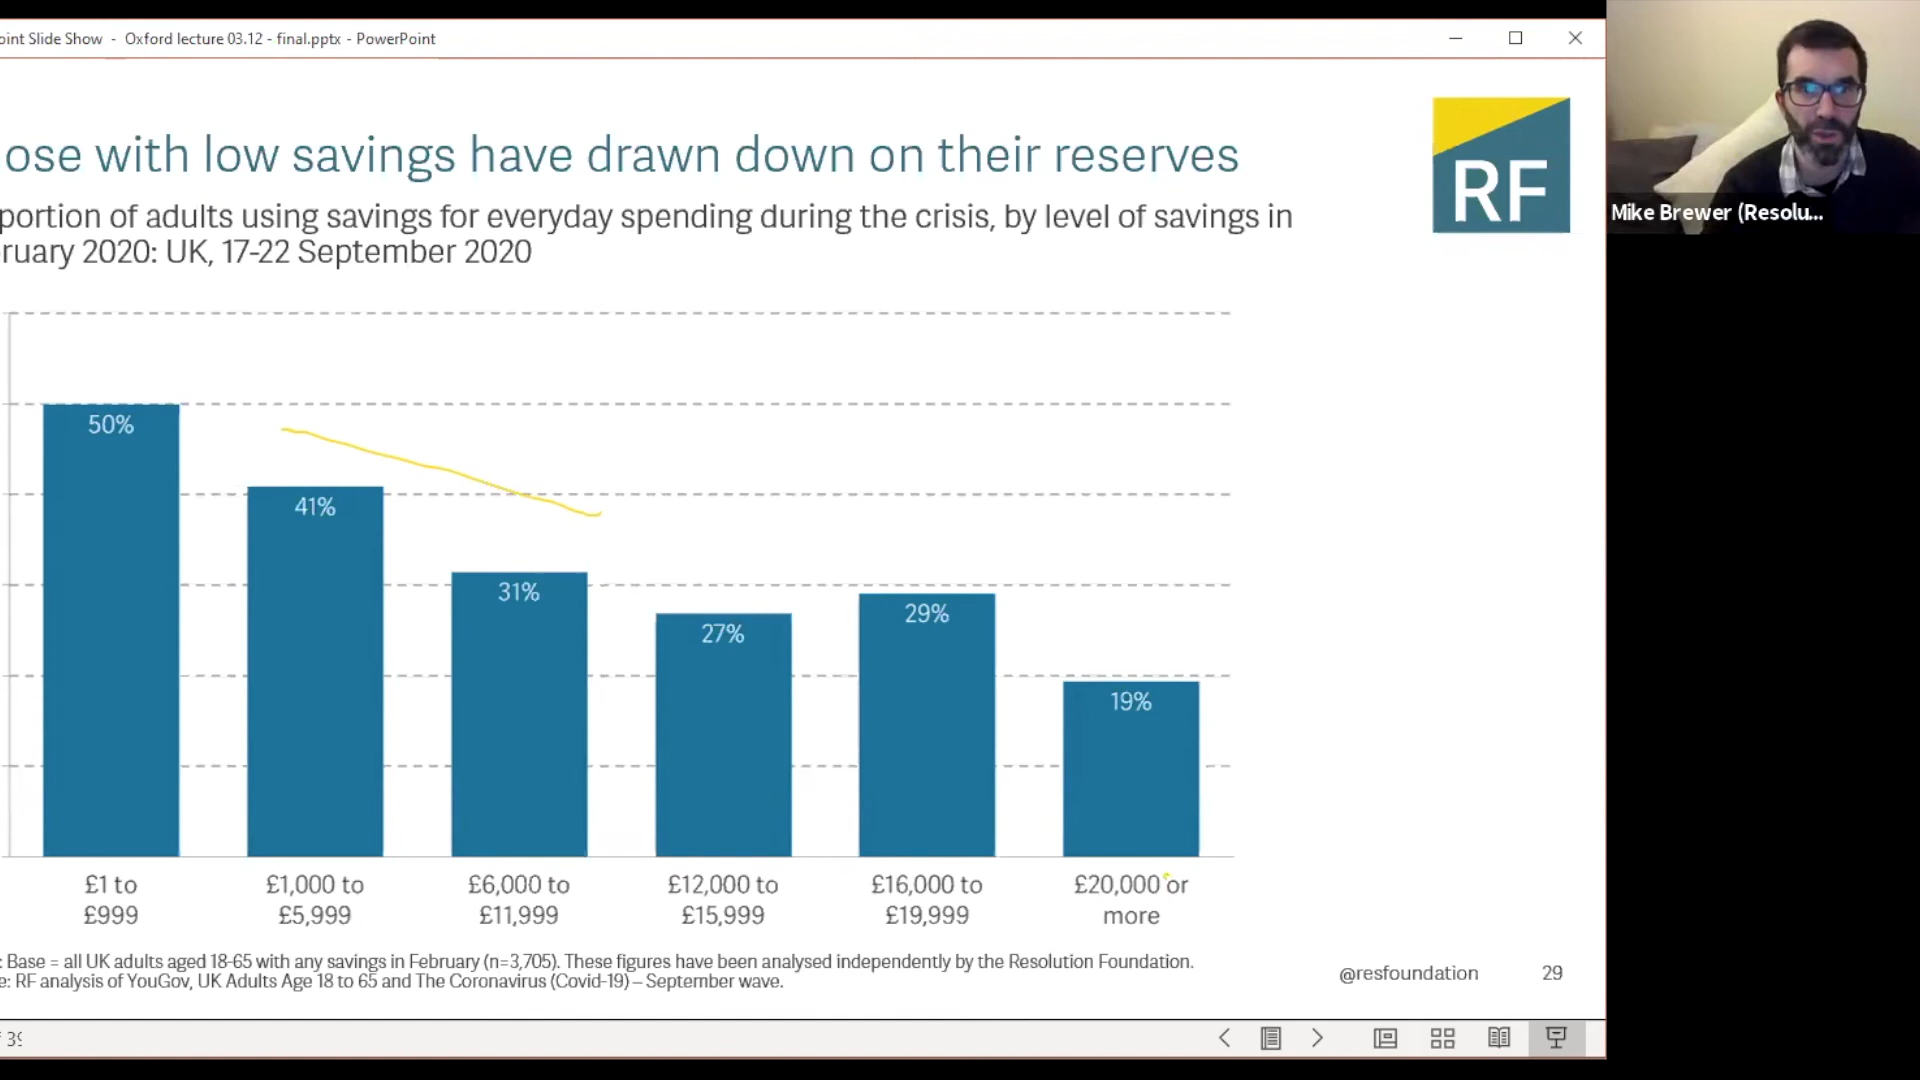 oint Slide Show - Oxford lecture 03.12 - final.pptx - PowerPoint
ose with low savings have drawn down on their reserves
RF
Mike Brewer (Resolu...
portion of adults using savings for everyday spending during the crisis, by level of savings in
ruary 2020: UK, 17-22 September 2020
50%
41%
31%
27%
29%
19%
£1 to
£999
£1,000 to
£5,999
£6,000 to
£11,999
£12,000 to
£15,999
£16,000 to
£19,999
£20,000 or
more
: Base = all UK adults aged 18-65 with any savings in February (n=3,705). These figures have been analysed independently by the Resolution Foundation.
e: RF analysis of YouGov, UK Adults Age 18 to 65 and The Coronavirus (Covid-19) – September wave.
@resfoundation
29